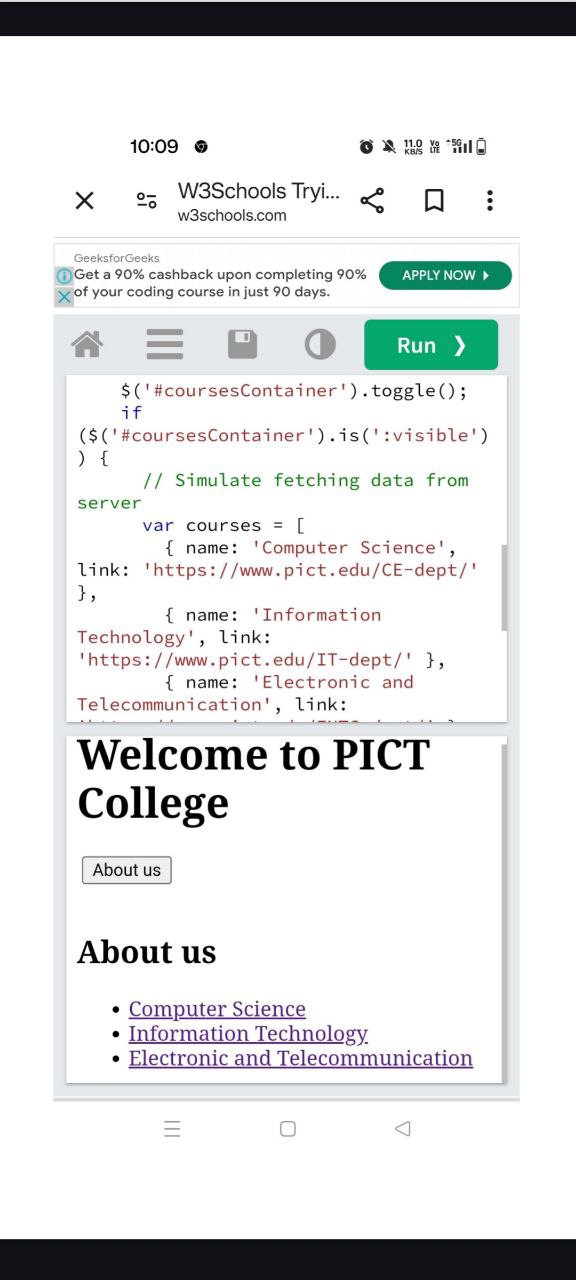 10:09
11.0 KB/S Vo LTE 5G
W3Schools Tryi...
w3schools.com
GeeksforGeeks
Get a 90% cashback upon completing 90%
of your coding course in just 90 days.
APPLY NOW
Run ❯
$('#coursesContainer').toggle();
if
($('#coursesContainer').is(':visible')
) {
// Simulate fetching data from
server
var courses = [
{ name: 'Computer Science',
link: 'https://www.pict.edu/CE-dept/'
},
{ name: 'Information
Technology', link:
'https://www.pict.edu/IT-dept/' },
{ name: 'Electronic and
Telecommunication', link:
Welcome to PICT
College
About us
About us
• Computer Science
• Information Technology
• Electronic and Telecommunication